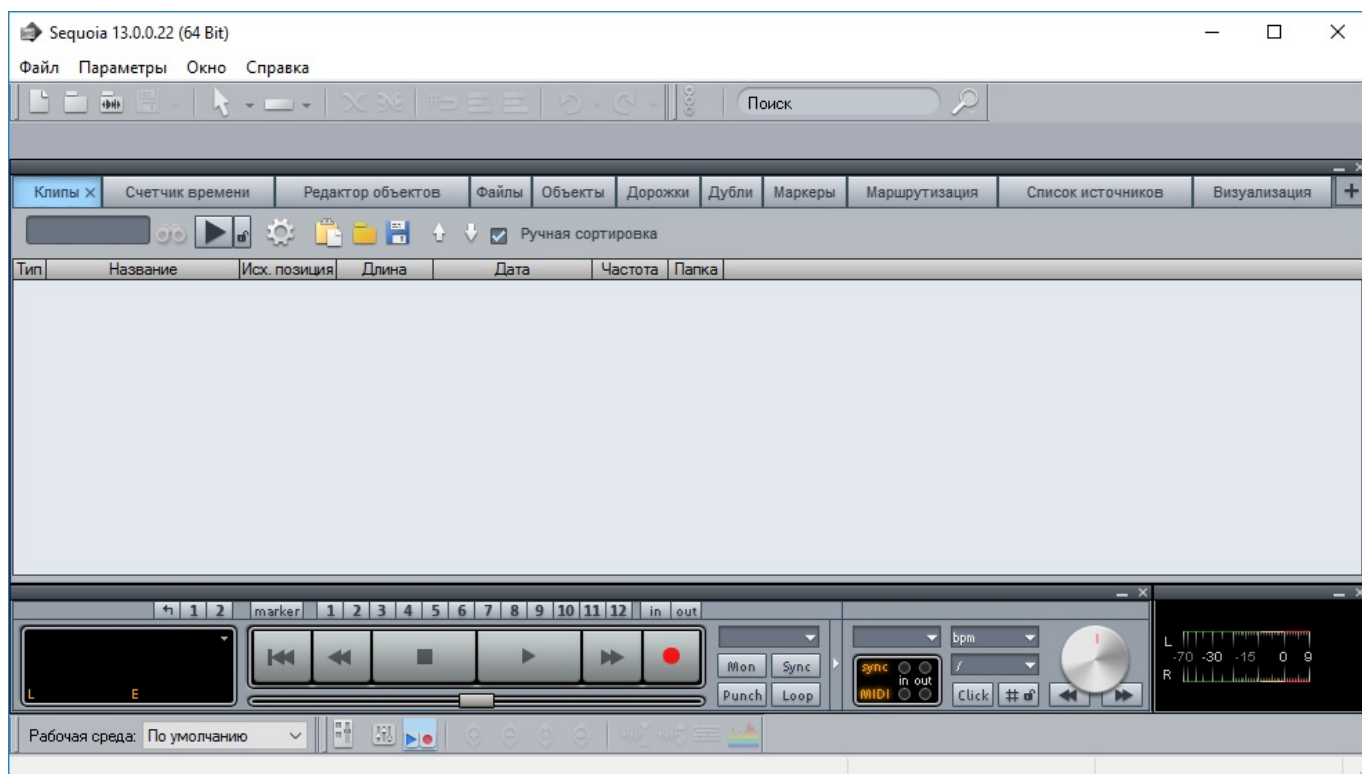 Sequoia 13.0.0.22 (64 Bit)
Файл Параметры Окно Справка
Поиск
Клипы Счетчик времени Редактор объектов Файлы Объекты Дорожки Дубли Маркеры Маршрутизация Список источников Визуализация
Ручная сортировка
Тип Название Исх. позиция Длина Дата Частота Папка
1 2 marker 1 2 3 4 5 6 7 8 9 10 11 12 in out
bpm
L -70 -30 -15 0 9
Mon Sync sync in out /
R
L E Punch Loop MIDI Click #
Рабочая среда: По умолчанию